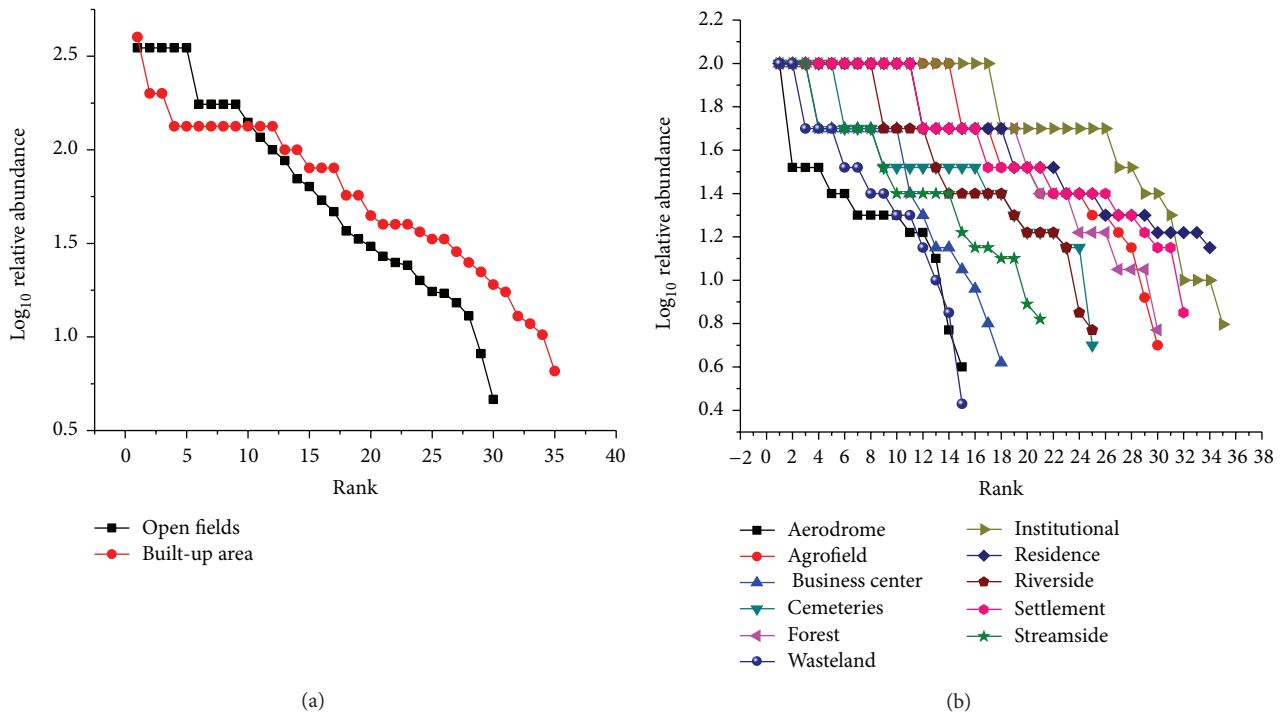 2.5
2.0
1.5
1.0
0.5
Log10 relative abundance
0 5 10 15 20 25 30 35 40
Rank
Open fields
Built-up area
(a)
2.2
2.0
1.8
1.6
1.4
1.2
1.0
0.8
0.6
0.4
Log10 relative abundance
−2 0 2 4 6 8 10 12 14 16 18 20 22 24 26 28 30 32 34 36 38
Rank
Aerodrome
Agrofield
Business center
Cemeteries
Forest
Wasteland
Institutional
Residence
Riverside
Settlement
Streamside
(b)